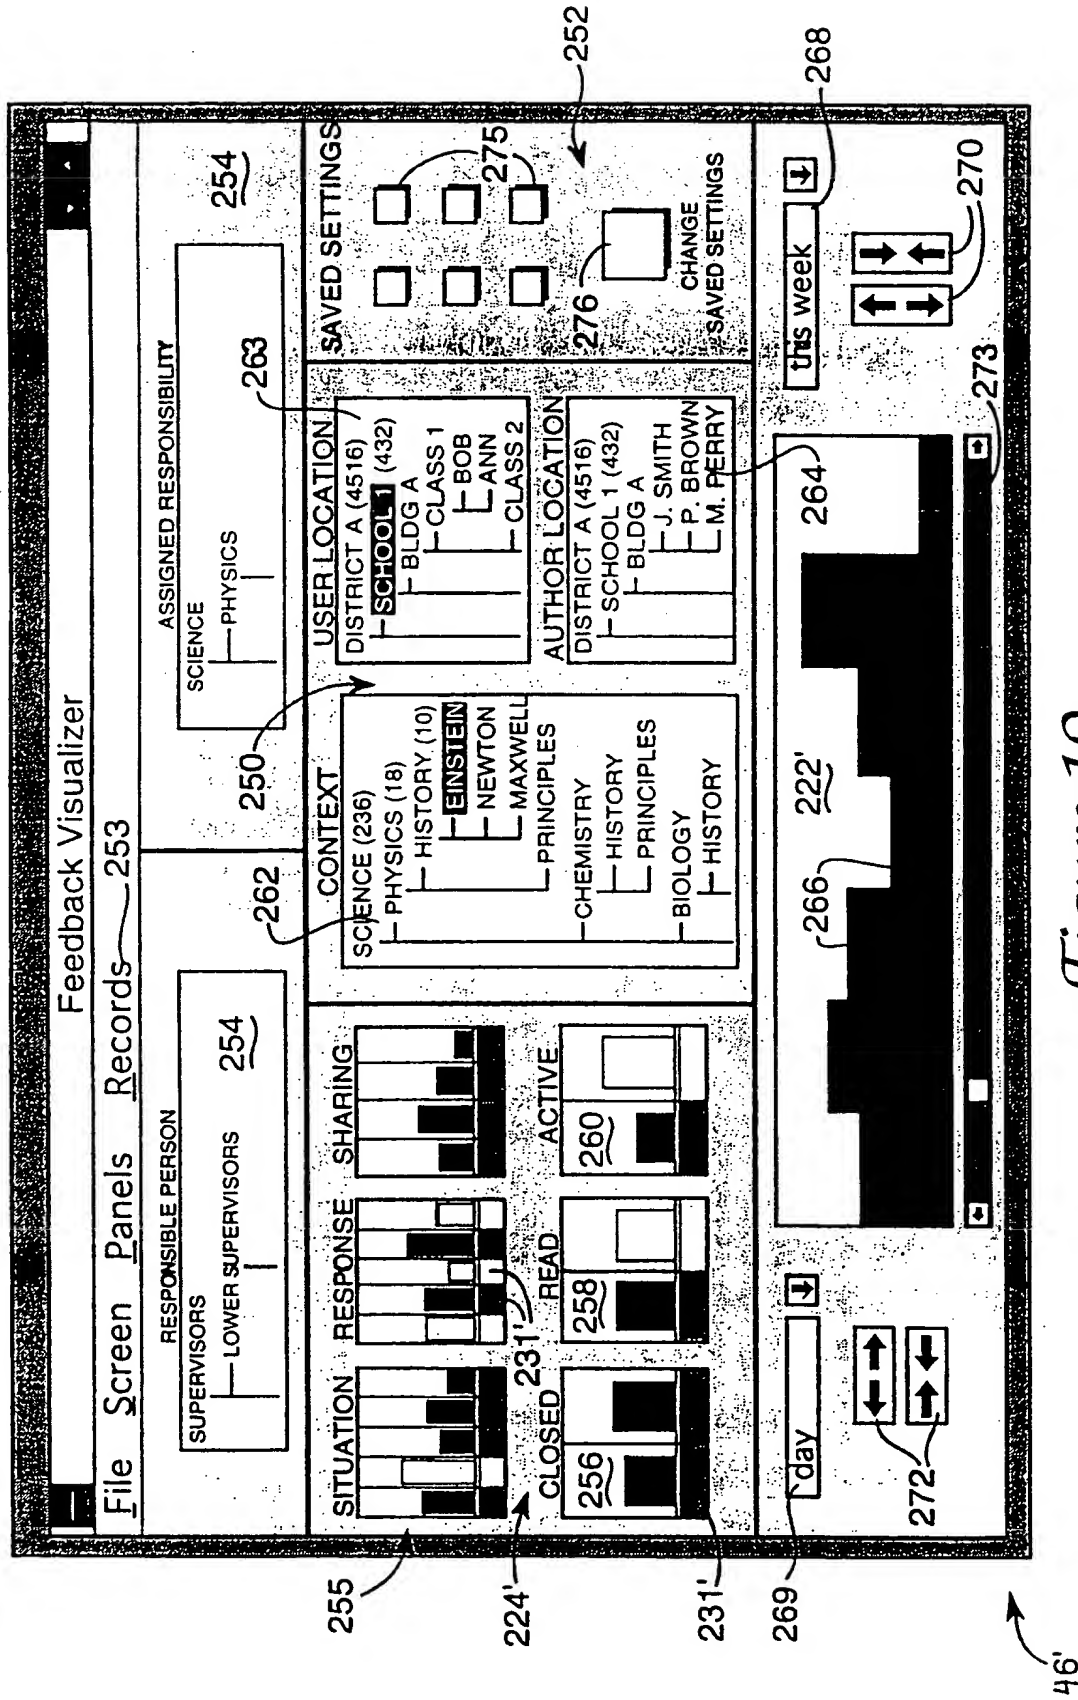 Feedback Visualizer
File Screen Panels Records 253
RESPONSIBLE PERSON
SUPERVISORS
LOWER SUPERVISORS
254
ASSIGNED RESPONSIBILITY
SCIENCE
PHYSICS
254
255
SITUATION
RESPONSE
SHARING
224'
231'
CLOSED
READ
ACTIVE
256
258
260
231'
262
250
263
CONTEXT
SCIENCE (236)
PHYSICS (18)
HISTORY (10)
EINSTEIN
NEWTON
MAXWELL
PRINCIPLES
CHEMISTRY
HISTORY
PRINCIPLES
BIOLOGY
HISTORY
USER LOCATION
DISTRICT A (4516)
SCHOOL 1 (432)
BLDG A
CLASS 1
BOB
ANN
CLASS 2
AUTHOR LOCATION
DISTRICT A (4516)
SCHOOL 1 (432)
BLDG A
J. SMITH
P. BROWN
M. PERRY
SAVED SETTINGS
275
276
CHANGE
SAVED SETTINGS
252
269
day
272
266
222'
264
this week
268
270
273
46'